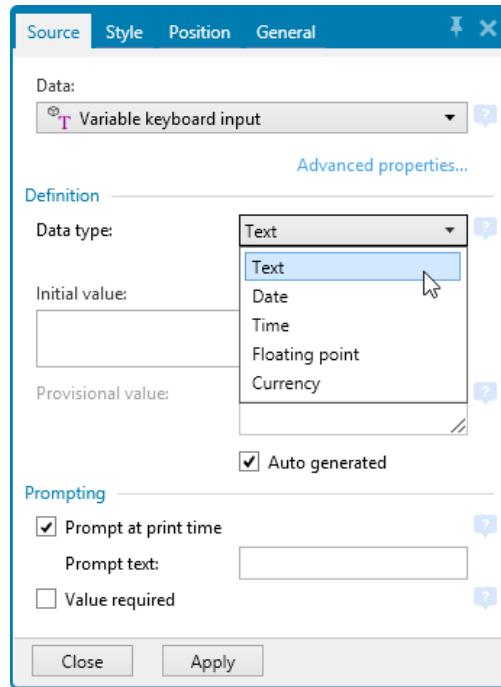 Source Style Position General
Data:
T Variable keyboard input
?
Advanced properties...
Definition
Data type: Text
?
Text
Date
Time
Floating point
Currency
Initial value:
Provisional value:
?
Auto generated
Prompting
Prompt at print time
?
Prompt text:
Value required
?
Close Apply